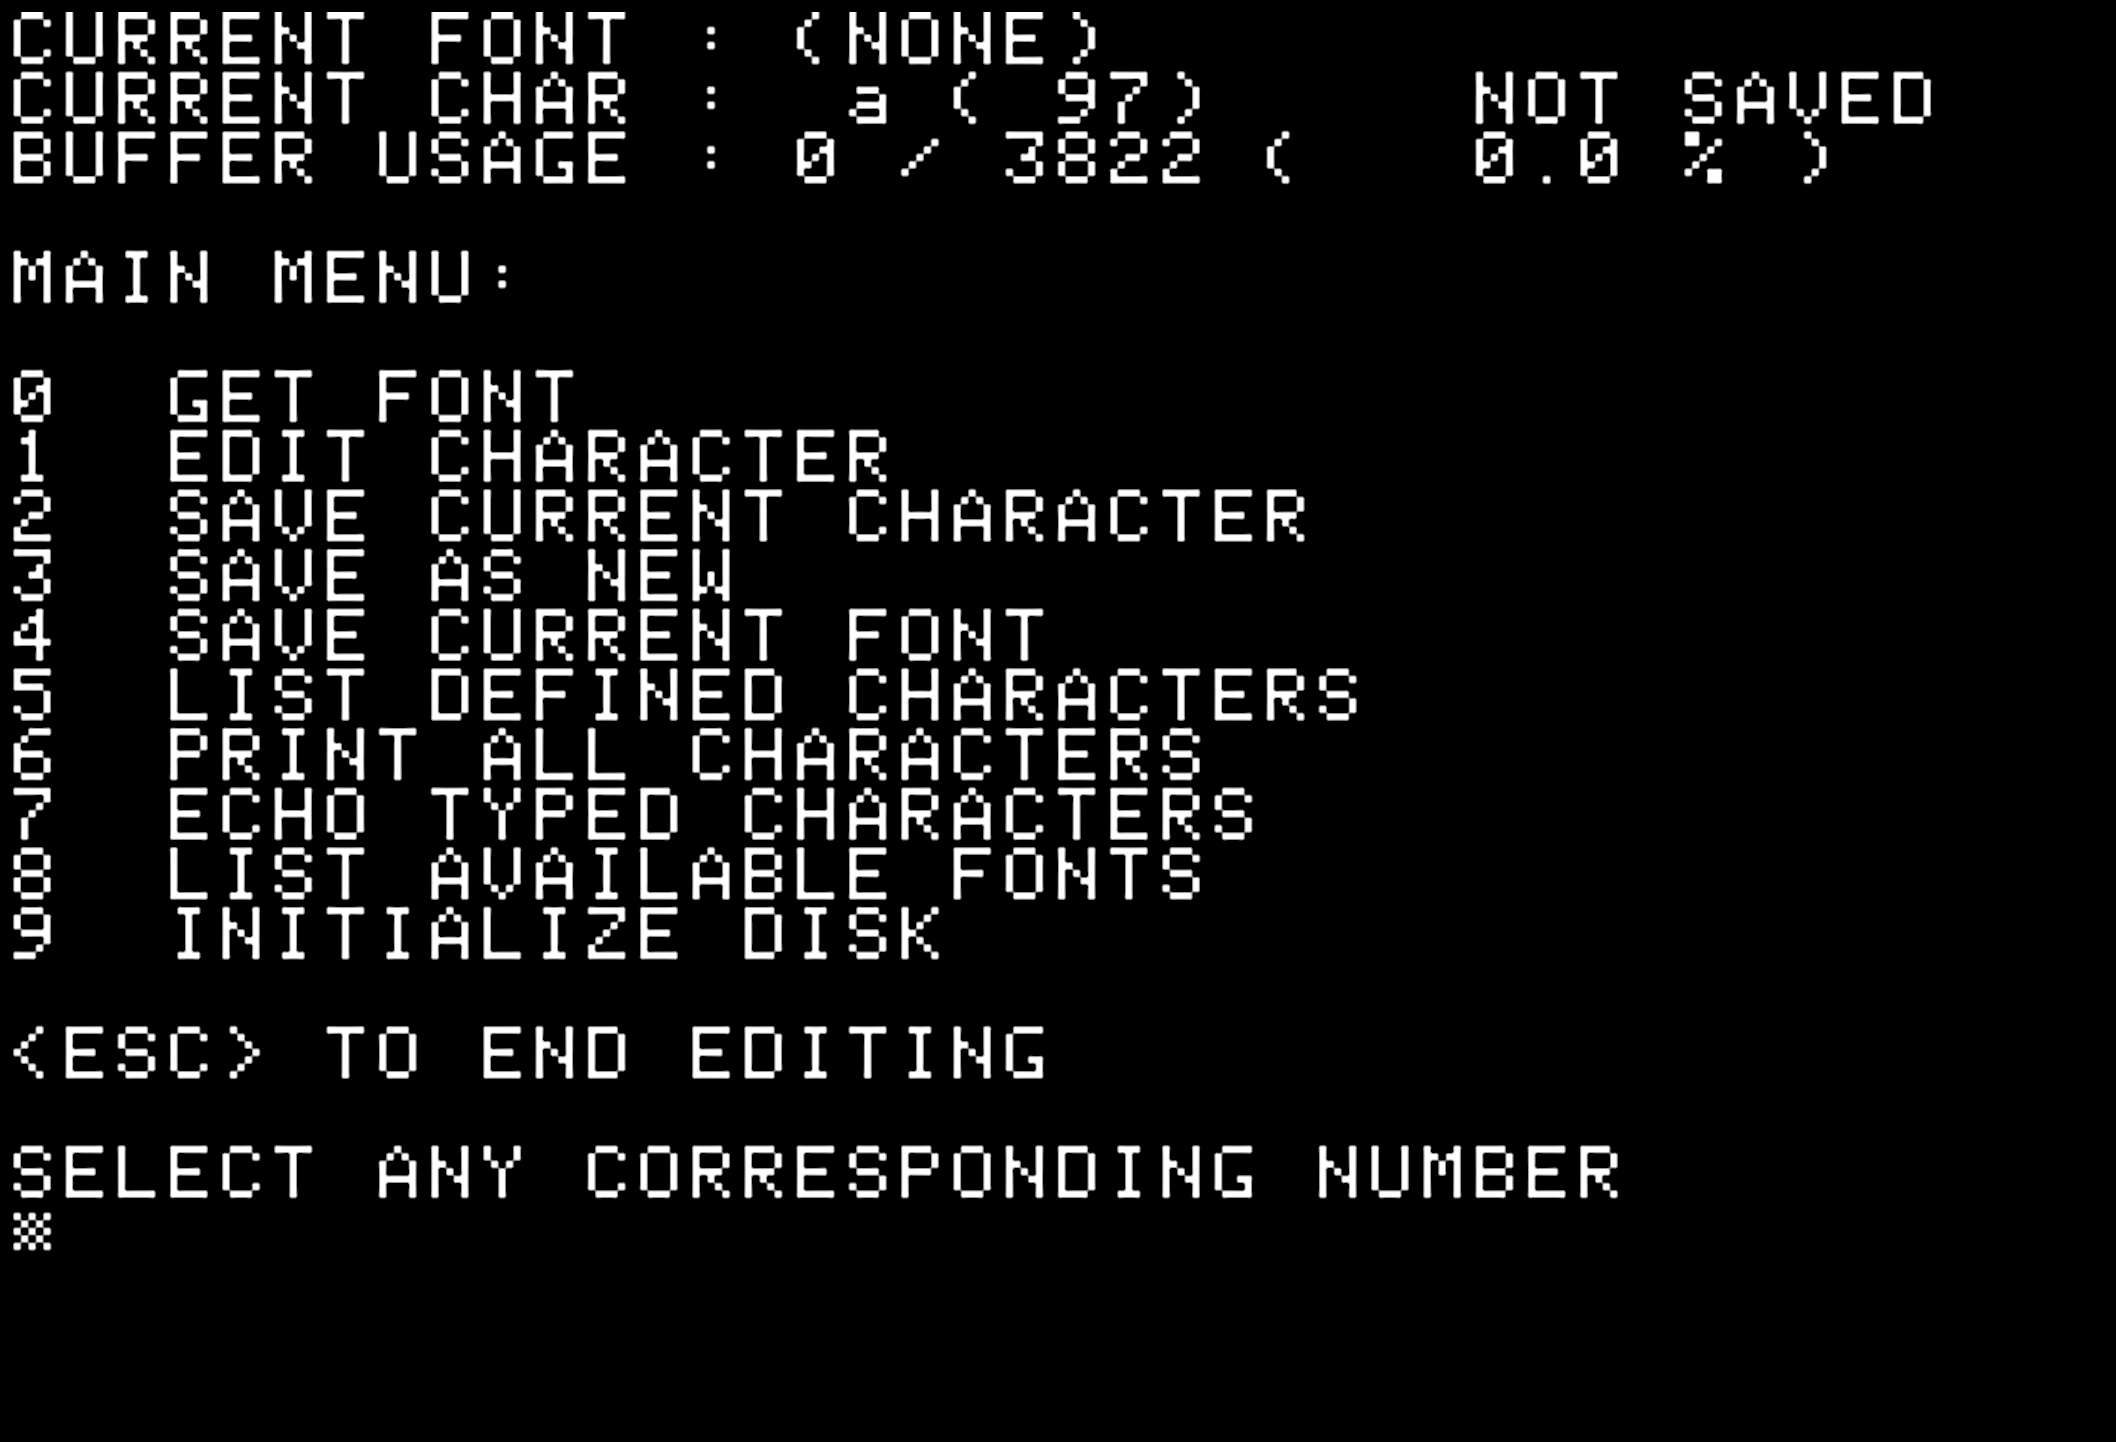 CURRENT FONT : (NONE)
CURRENT CHAR : a ( 97) NOT SAVED
BUFFER USAGE : 0 / 3822 ( 0.0 % )
MAIN MENU:
0 GET FONT
1 EDIT CHARACTER
2 SAVE CURRENT CHARACTER
3 SAVE AS NEW
4 SAVE CURRENT FONT
5 LIST DEFINED CHARACTERS
6 PRINT ALL CHARACTERS
7 ECHO TYPED CHARACTERS
8 LIST AVAILABLE FONTS
9 INITIALIZE DISK
<ESC> TO END EDITING
SELECT ANY CORRESPONDING NUMBER